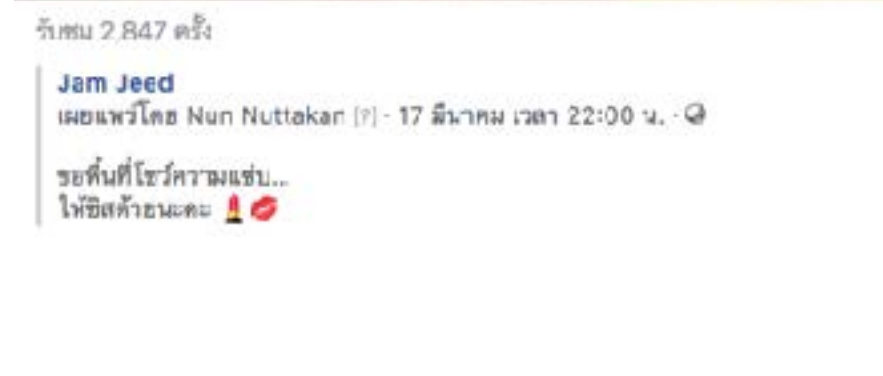 รับชม 2,847 ครั้ง
Jam Jeed
เผยแพร่โดย Nun Nuttakan [?] · 17 มีนาคม เวลา 22:00 น. ·
ขอพื้นที่โชว์ความแซ่บ...
ให้ซิสด้วยนะคะ 💄💋